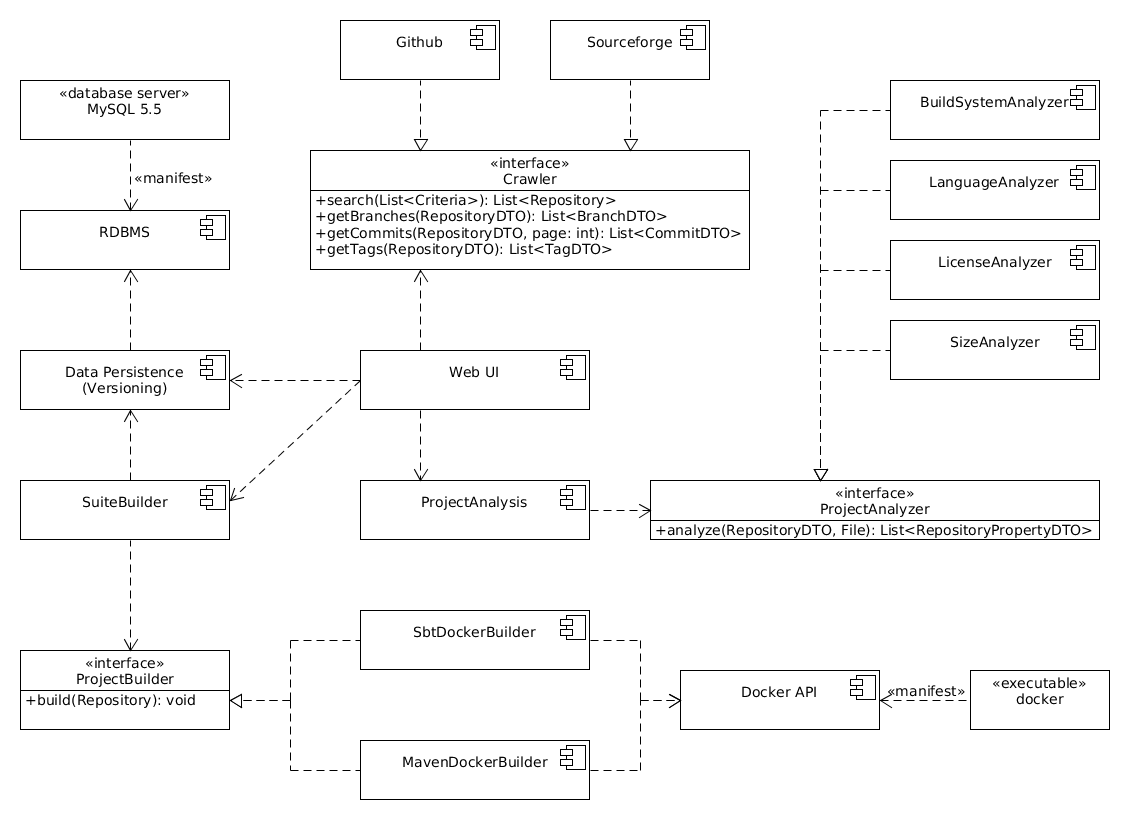 Github
Sourceforge
«database server»
MySQL 5.5
BuildSystemAnalyzer
«interface»
Crawler
+search(List<Criteria>): List<Repository>
+getBranches(RepositoryDTO): List<BranchDTO>
+getCommits(RepositoryDTO, page: int): List<CommitDTO>
+getTags(RepositoryDTO): List<TagDTO>
«manifest»
LanguageAnalyzer
RDBMS
LicenseAnalyzer
SizeAnalyzer
Data Persistence
(Versioning)
Web UI
SuiteBuilder
ProjectAnalysis
«interface»
ProjectAnalyzer
+analyze(RepositoryDTO, File): List<RepositoryPropertyDTO>
SbtDockerBuilder
«interface»
ProjectBuilder
+build(Repository): void
Docker API
«manifest»
«executable»
docker
MavenDockerBuilder